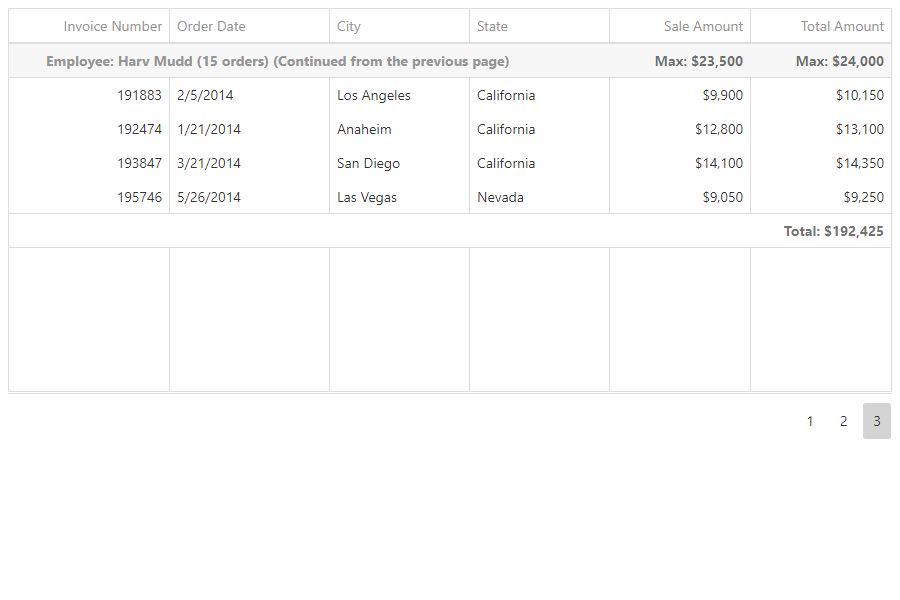 Invoice Number Order Date City State Sale Amount Total Amount
Employee: Harv Mudd (15 orders) (Continued from the previous page) Max: $23,500 Max: $24,000
191883 2/5/2014 Los Angeles California $9,900 $10,150
192474 1/21/2014 Anaheim California $12,800 $13,100
193847 3/21/2014 San Diego California $14,100 $14,350
195746 5/26/2014 Las Vegas Nevada $9,050 $9,250
Total: $192,425
1 2 3